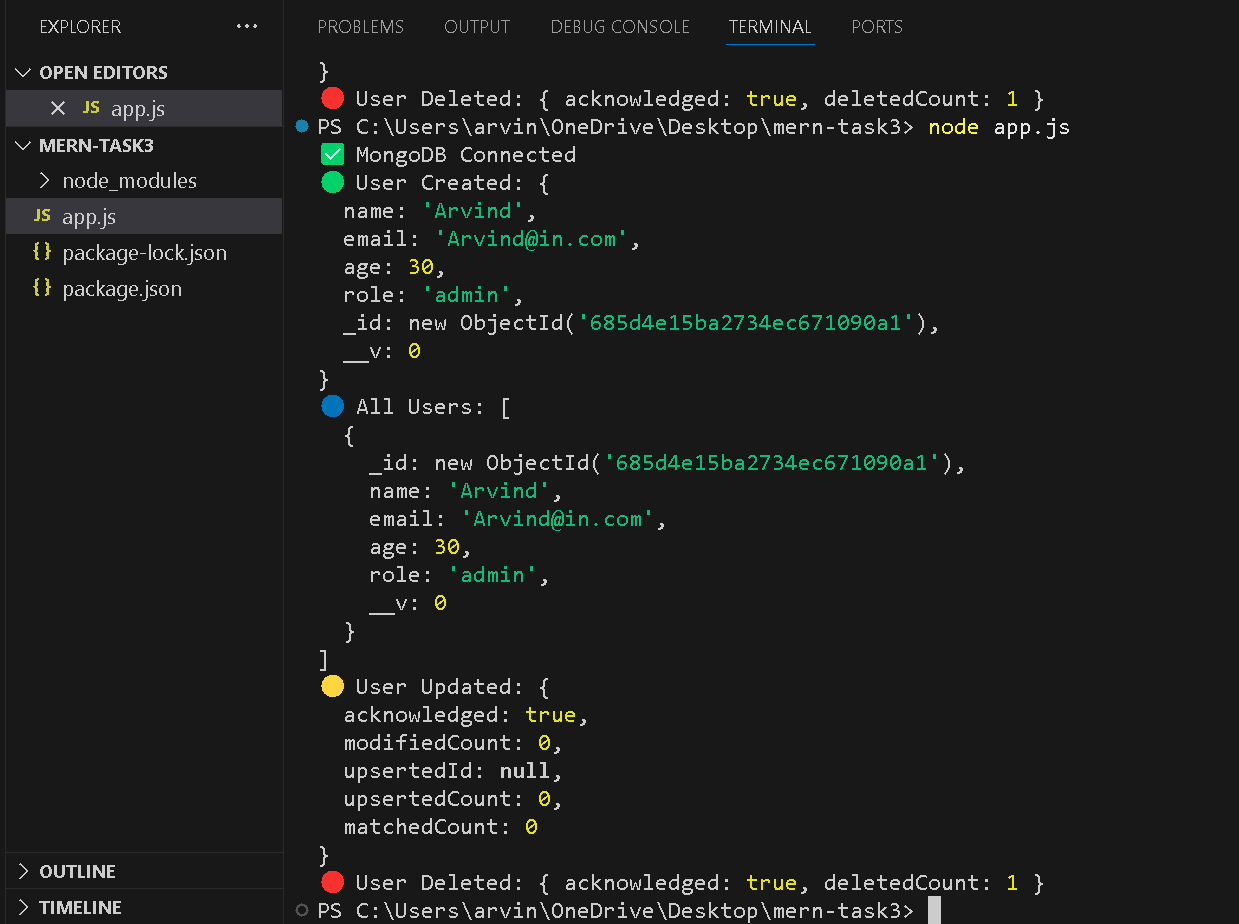 EXPLORER ···
OPEN EDITORS
JS app.js
MERN-TASK3
node_modules
JS app.js
{} package-lock.json
{} package.json
OUTLINE
TIMELINE
PROBLEMS OUTPUT DEBUG CONSOLE TERMINAL PORTS
}
🔴 User Deleted: { acknowledged: true, deletedCount: 1 }
PS C:\Users\arvin\OneDrive\Desktop\mern-task3> node app.js
✅ MongoDB Connected
🟢 User Created: {
name: 'Arvind',
email: 'Arvind@in.com',
age: 30,
role: 'admin',
_id: new ObjectId('685d4e15ba2734ec671090a1'),
__v: 0
}
🔵 All Users: [
{
_id: new ObjectId('685d4e15ba2734ec671090a1'),
name: 'Arvind',
email: 'Arvind@in.com',
age: 30,
role: 'admin',
__v: 0
}
]
🟡 User Updated: {
acknowledged: true,
modifiedCount: 0,
upsertedId: null,
upsertedCount: 0,
matchedCount: 0
}
🔴 User Deleted: { acknowledged: true, deletedCount: 1 }
PS C:\Users\arvin\OneDrive\Desktop\mern-task3>